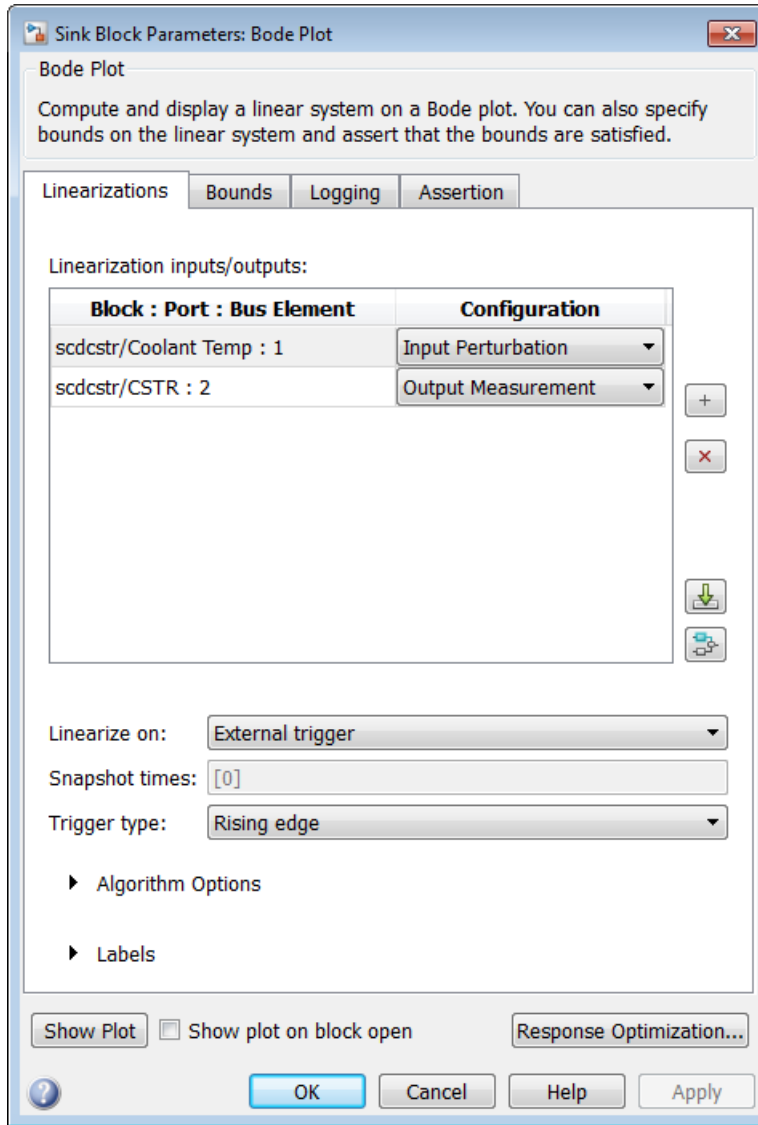 Sink Block Parameters: Bode Plot
Bode Plot
Compute and display a linear system on a Bode plot. You can also specify
bounds on the linear system and assert that the bounds are satisfied.
Linearizations Bounds Logging Assertion
Linearization inputs/outputs:
Block : Port : Bus Element Configuration
scdcstr/Coolant Temp : 1 Input Perturbation
scdcstr/CSTR : 2 Output Measurement
+
Linearize on: External trigger
Snapshot times: [0]
Trigger type: Rising edge
Algorithm Options
Labels
Show Plot Show plot on block open Response Optimization...
? OK Cancel Help Apply